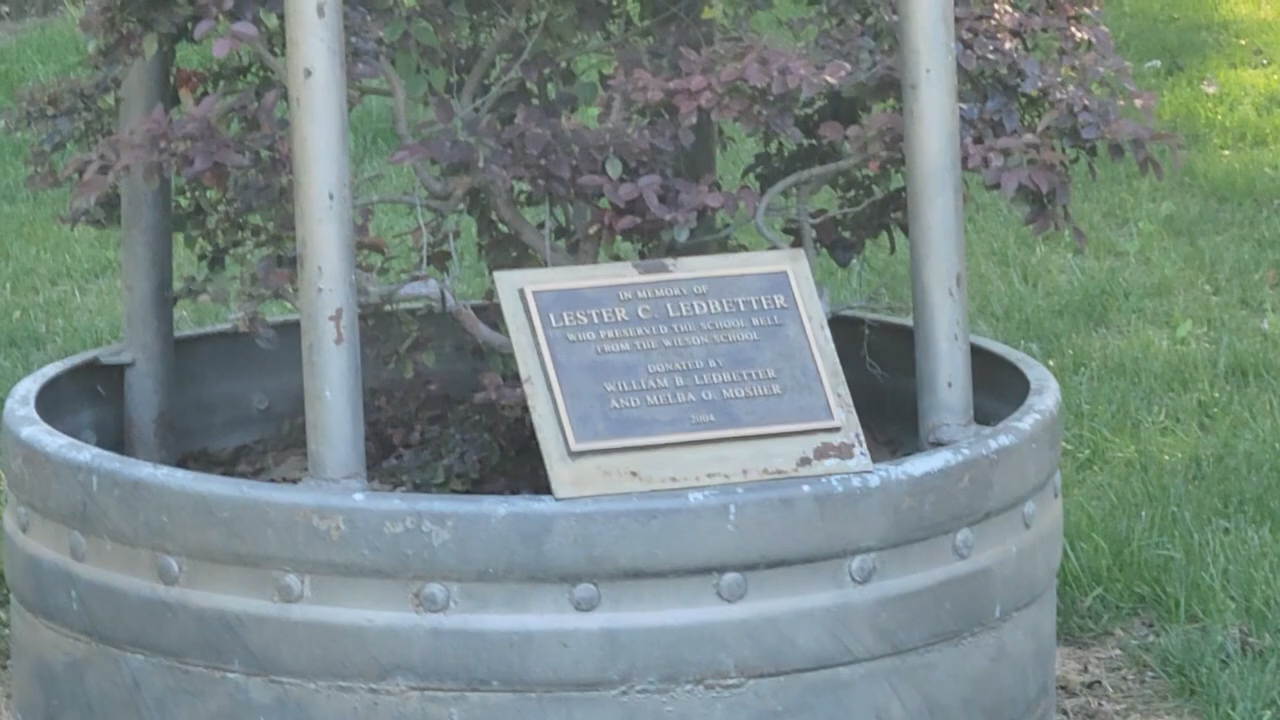 IN MEMORY OF
LESTER C. LEDBETTER
WHO PRESERVED THE SCHOOL BELL
FROM THE WILSON SCHOOL
DONATED BY
WILLIAM B. LEDBETTER
AND MELBA O. MOSHER
2004